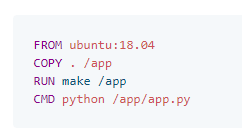 FROM ubuntu:18.04
COPY . /app
RUN make /app
CMD python /app/app.py